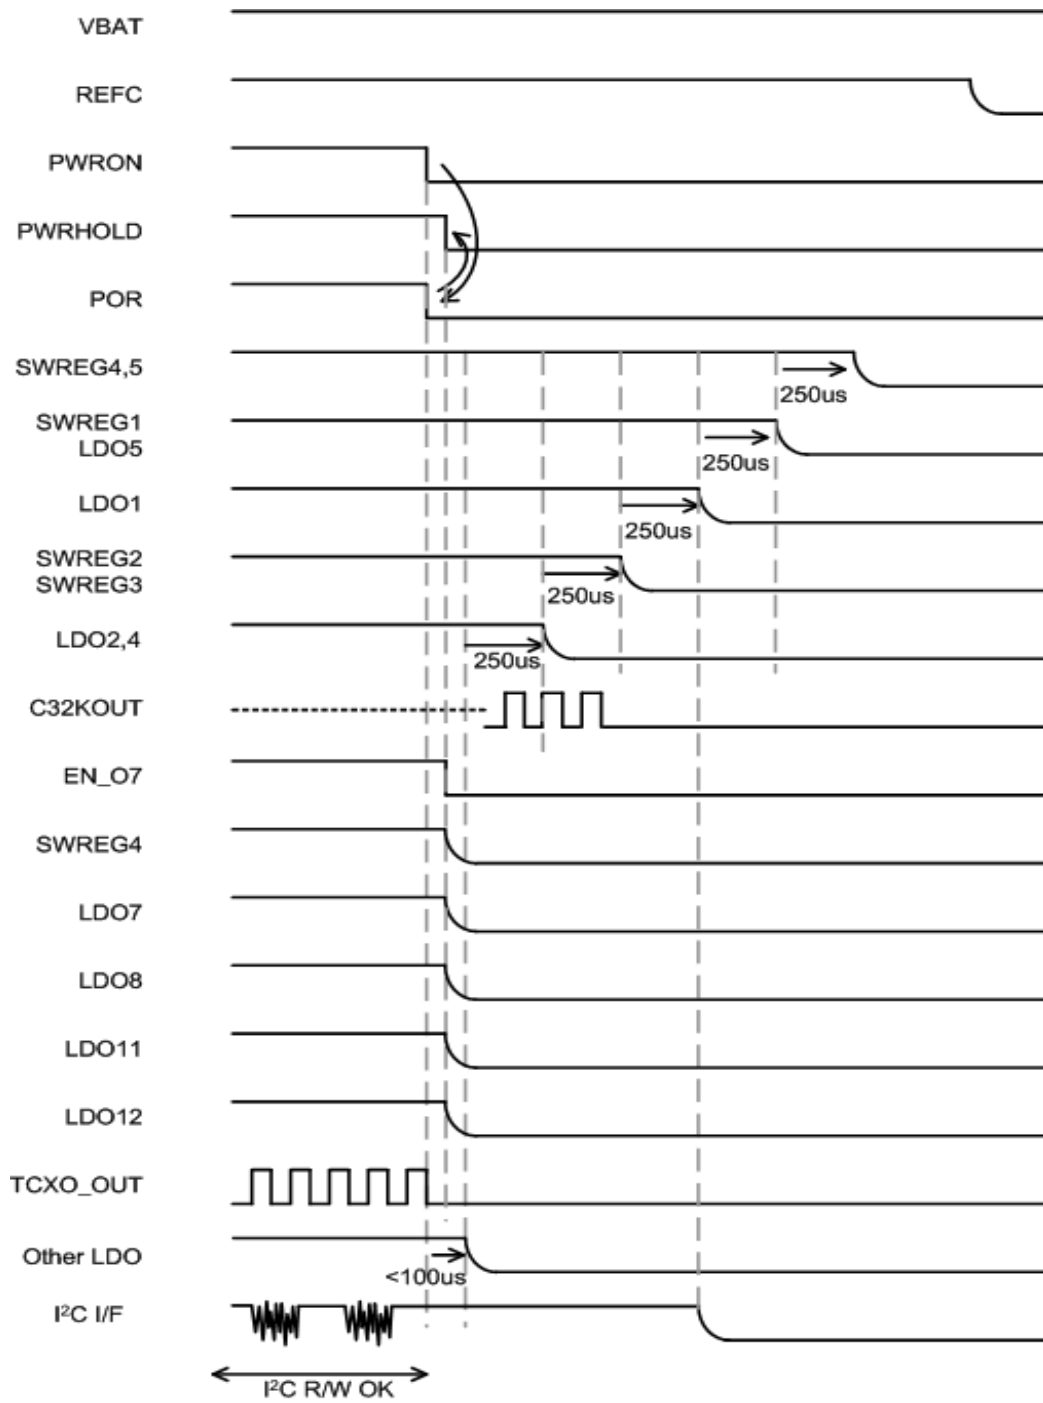 VBAT
REFC
PWRON
PWRHOLD
POR
SWREG4,5
250us
SWREG1
LDO5
250us
LDO1
250us
SWREG2
SWREG3
250us
LDO2,4
250us
C32KOUT
EN_O7
SWREG4
LDO7
LDO8
LDO11
LDO12
TCXO_OUT
Other LDO
<100us
I²C I/F
I²C R/W OK